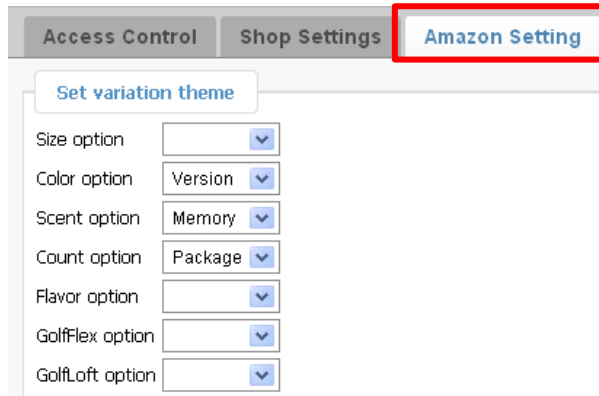 Access Control Shop Settings Amazon Setting
Set variation theme
Size option
Color option Version
Scent option Memory
Count option Package
Flavor option
GolfFlex option
GolfLoft option